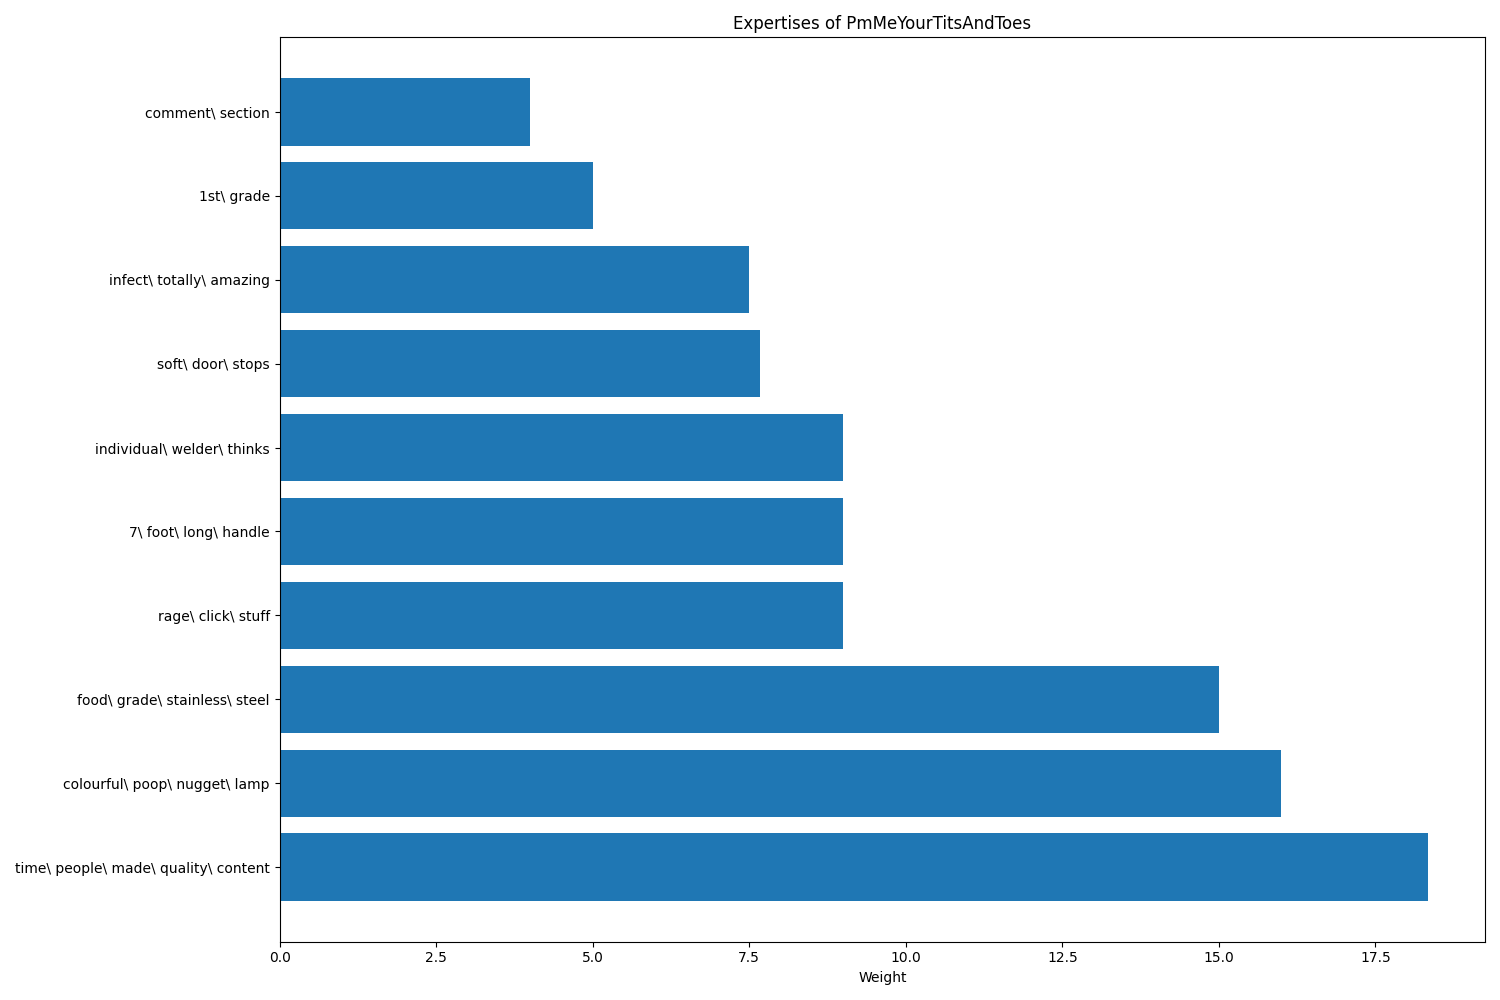 Expertises of PmMeYourTitsAndToes
comment\ section
1st\ grade
infect\ totally\ amazing
soft\ door\ stops
individual\ welder\ thinks
7\ foot\ long\ handle
rage\ click\ stuff
food\ grade\ stainless\ steel
colourful\ poop\ nugget\ lamp
time\ people\ made\ quality\ content
0.0 2.5 5.0 7.5 10.0 12.5 15.0 17.5
Weight